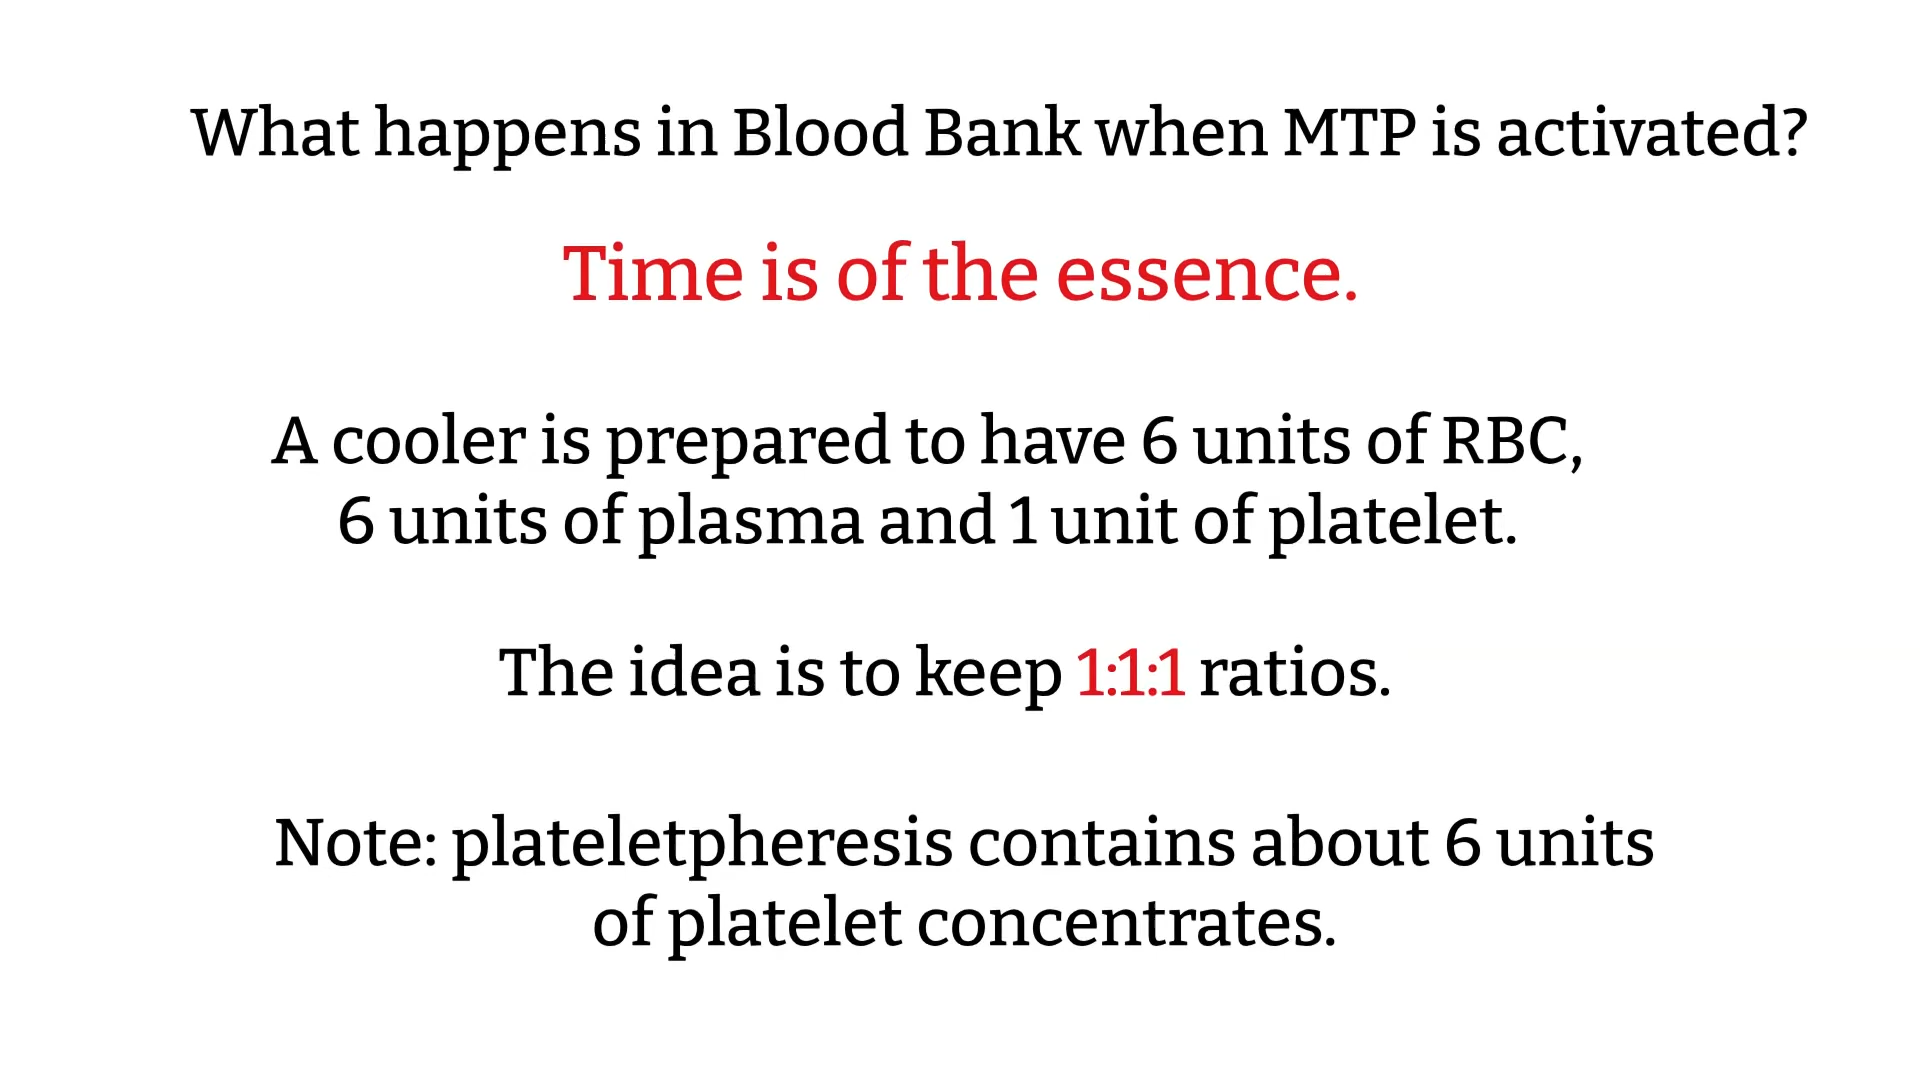 What happens in Blood Bank when MTP is activated?
Time is of the essence.
A cooler is prepared to have 6 units of RBC,
6 units of plasma and 1 unit of platelet.
The idea is to keep 1:1:1 ratios.
Note: plateletpheresis contains about 6 units
of platelet concentrates.